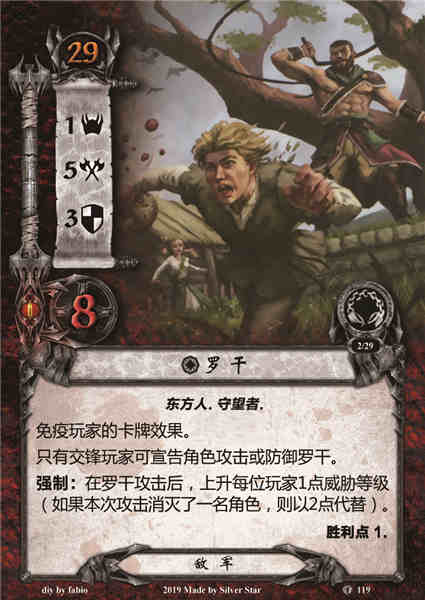 29
1
5
3
8
2/29
罗干
东方人. 守望者.
免疫玩家的卡牌效果。
只有交锋玩家可宣告角色攻击或防御罗干。
强制：在罗干攻击后，上升每位玩家1点威胁等级
（如果本次攻击消灭了一名角色，则以2点代替）。
胜利点 1.
敌军
diy by fabio
2019 Made by Silver Star
119